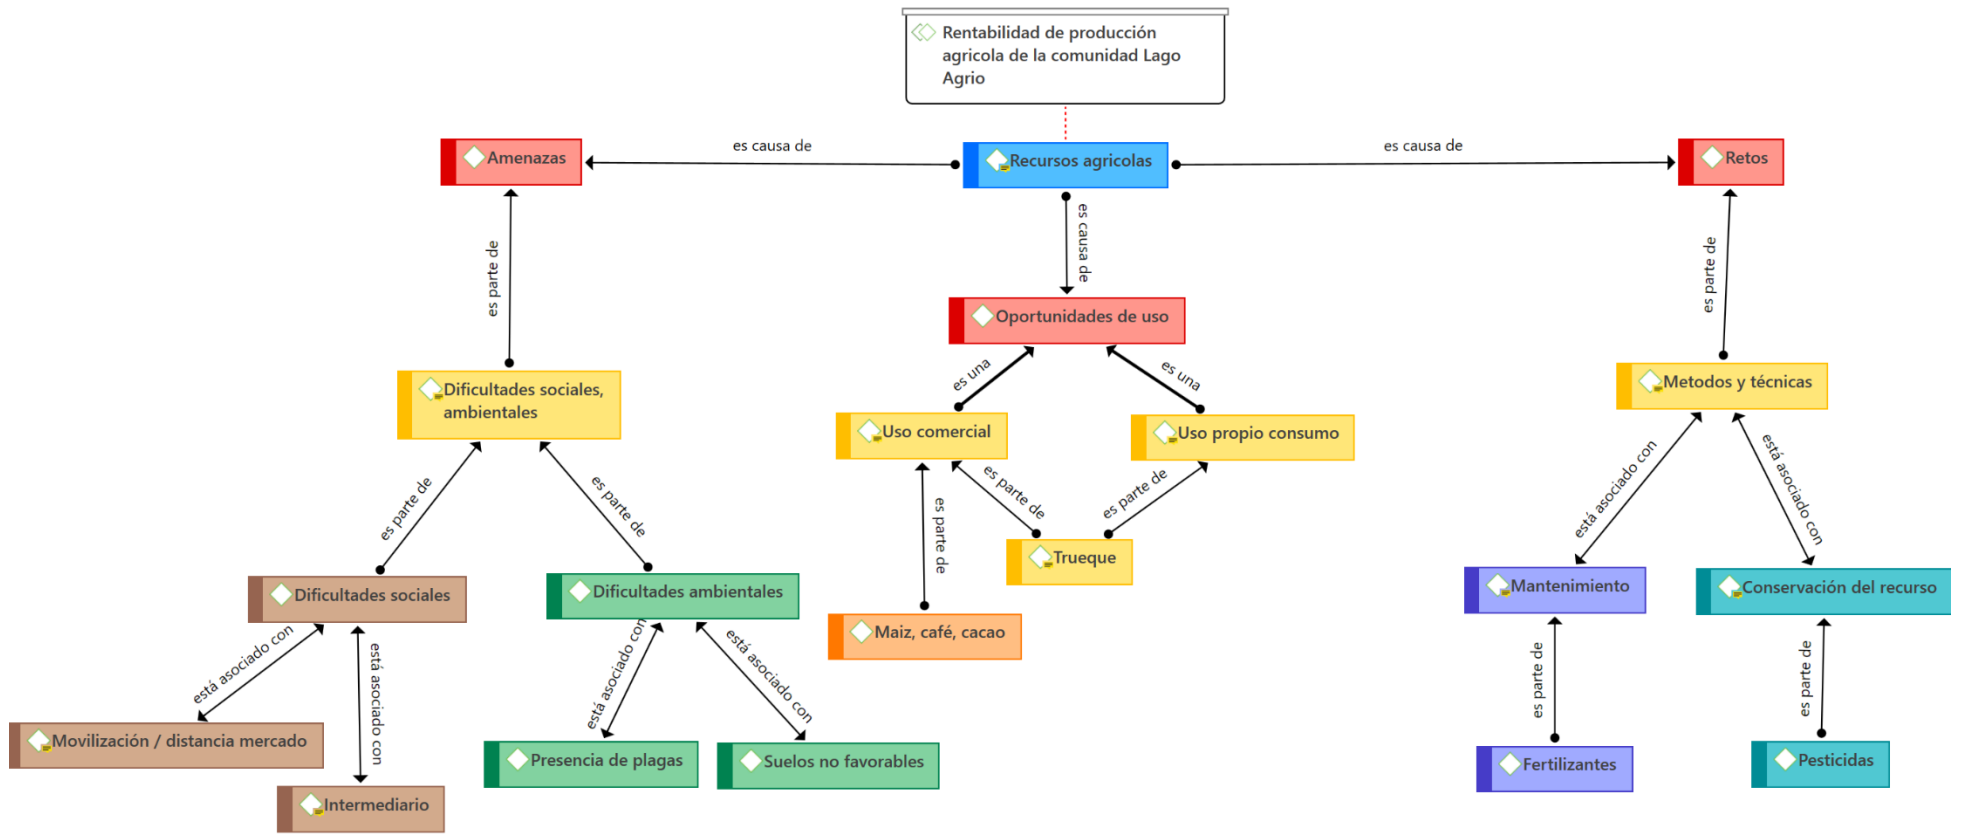 Rentabilidad de producción
agricola de la comunidad Lago
Agrio
Amenazas
es causa de
Recursos agricolas
es causa de
Retos
es parte de
es causa de
es parte de
Oportunidades de uso
Dificultades sociales,
ambientales
es una
es una
Metodos y técnicas
Uso comercial
Uso propio consumo
es parte de
es parte de
es parte de
es parte de
es parte de
está asociado con
está asociado con
Trueque
Dificultades sociales
Dificultades ambientales
Mantenimiento
Conservación del recurso
Maiz, café, cacao
está asociado con
está asociado con
está asociado con
está asociado con
es parte de
es parte de
Movilización / distancia mercado
Presencia de plagas
Suelos no favorables
Fertilizantes
Pesticidas
Intermediario